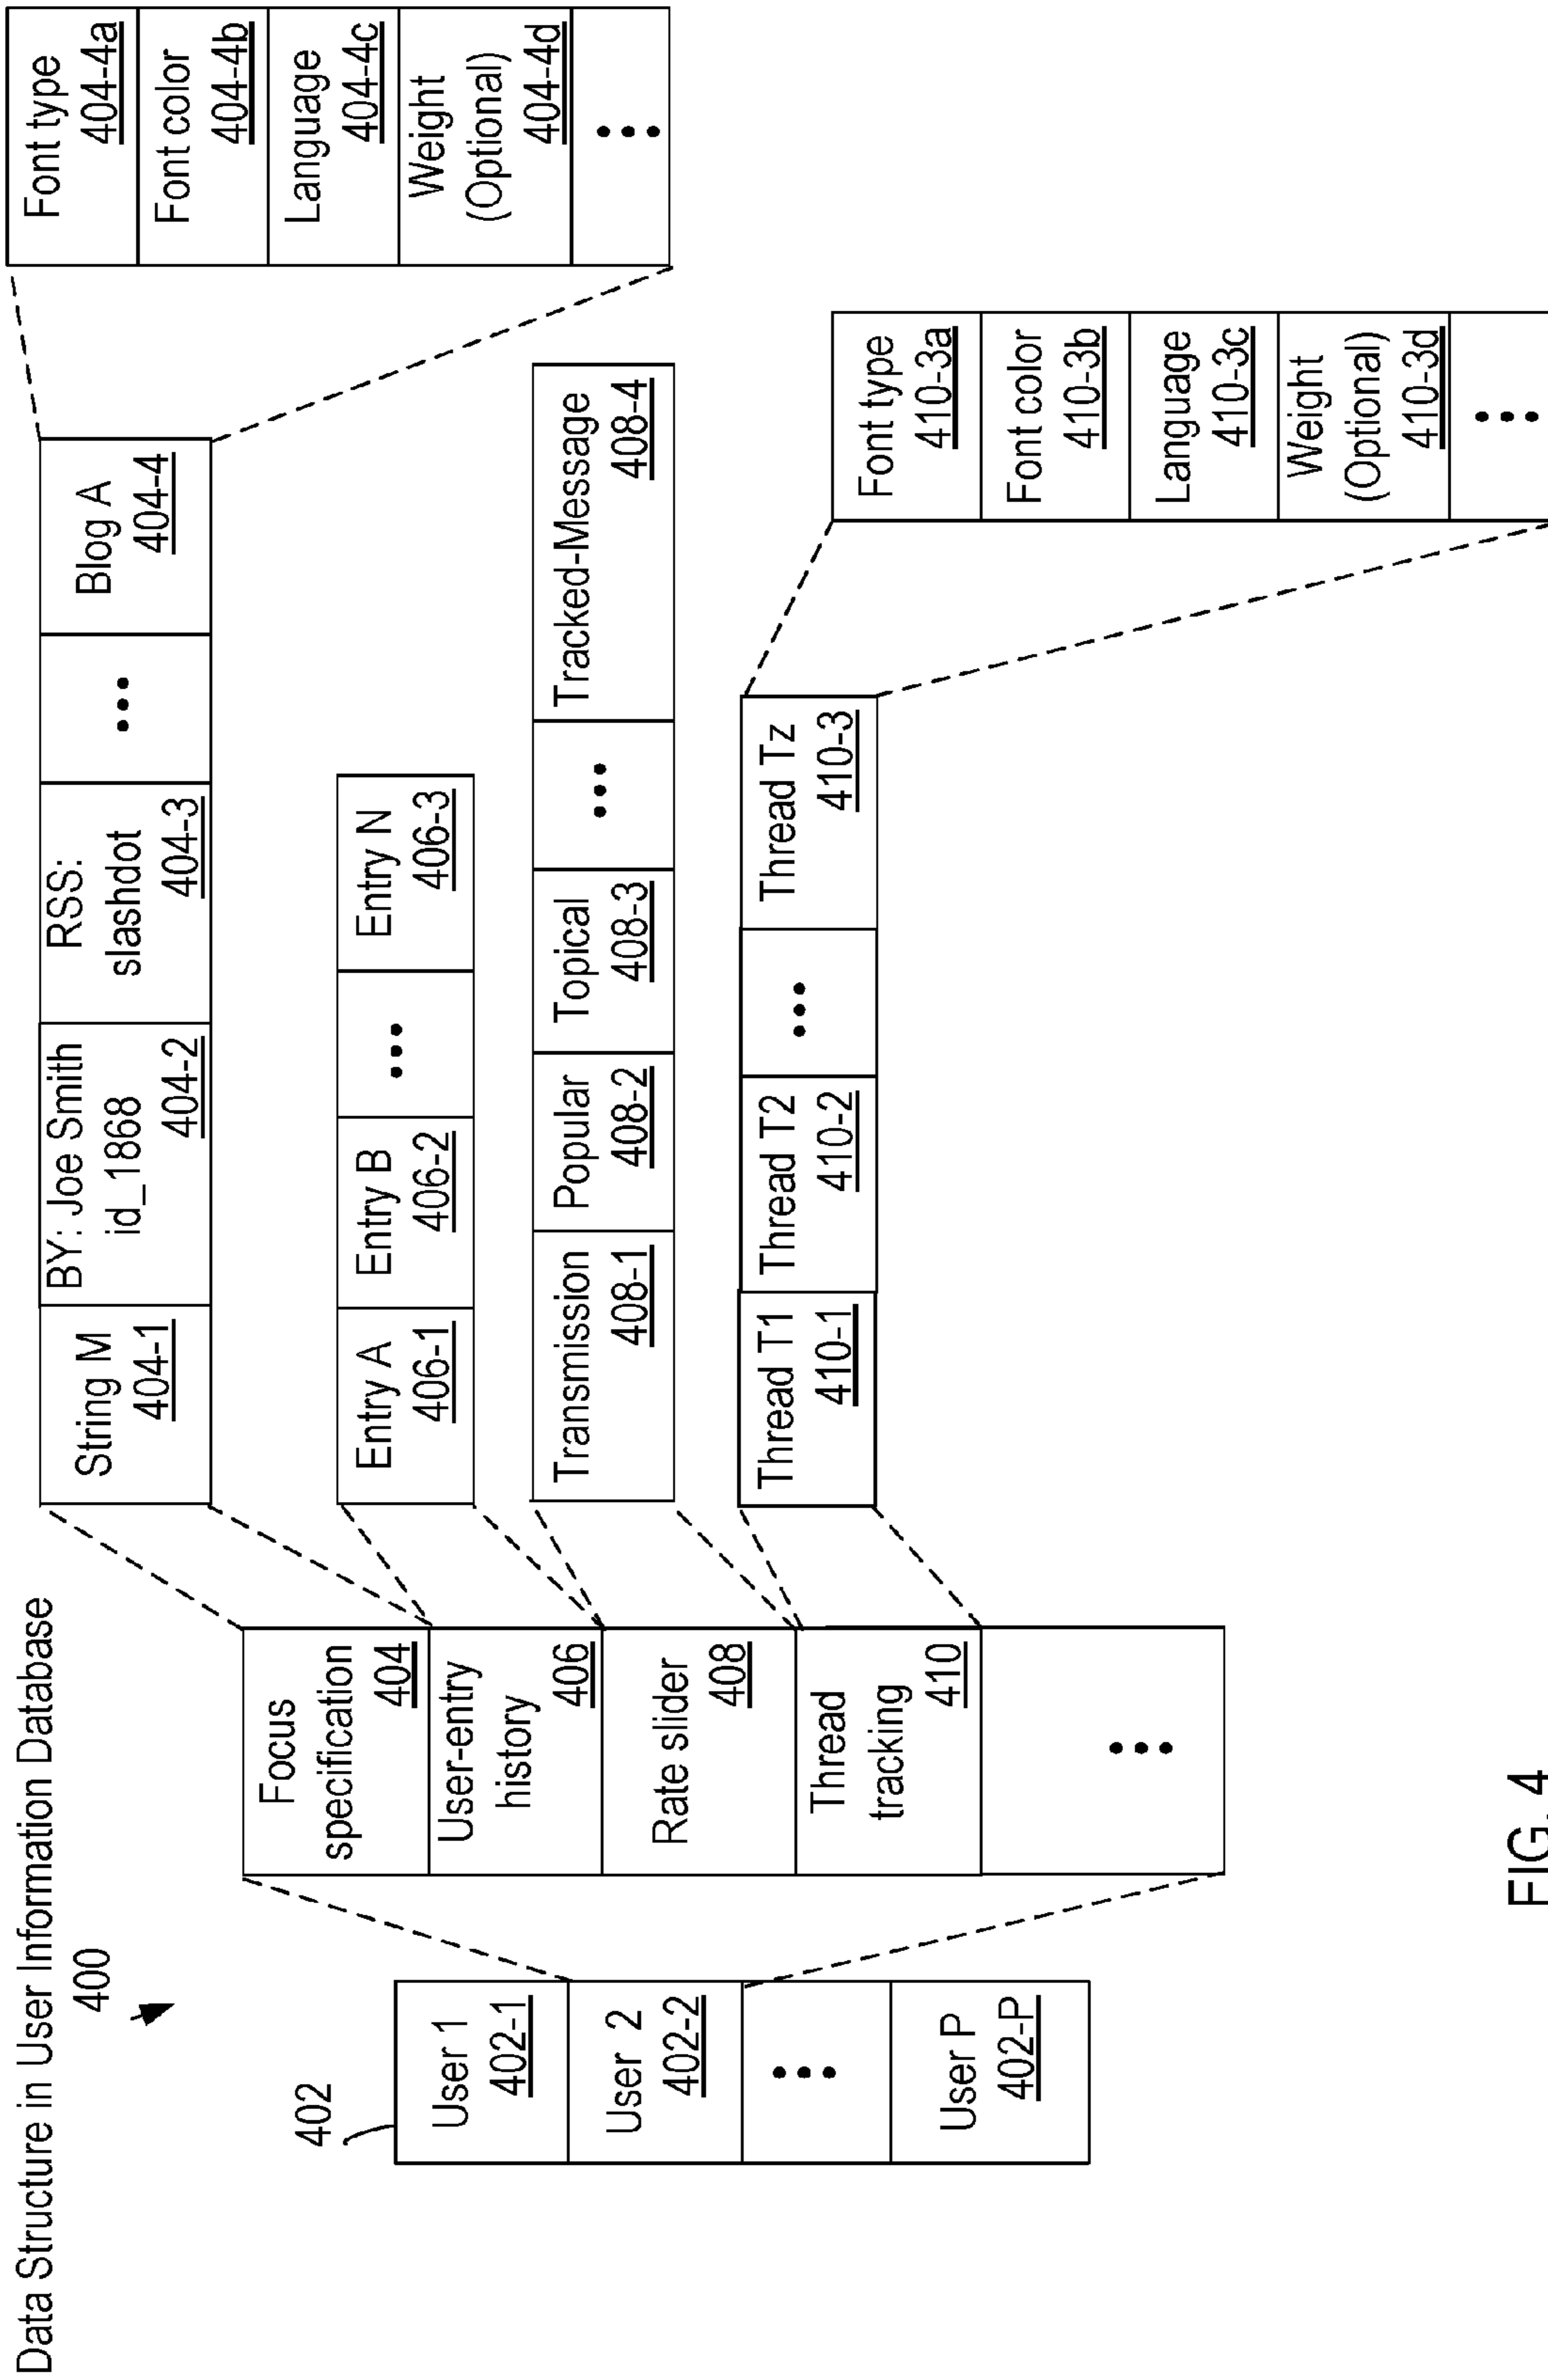 Data Structure in User Information Database
400
402
User 1
402-1
User 2
402-2
User P
402-P
Focus
specification
404
User-entry
history
406
Rate slider
408
Thread
tracking
410
String M
404-1
BY: Joe Smith
id_1868
404-2
RSS:
slashdot
404-3
Blog A
404-4
Font type
404-4a
Font color
404-4b
Language
404-4c
Weight
(Optional)
404-4d
Entry A
406-1
Entry B
406-2
Entry N
406-3
Transmission
408-1
Popular
408-2
Topical
408-3
Tracked-Message
408-4
Thread T1
410-1
Thread T2
410-2
Thread Tz
410-3
Font type
410-3a
Font color
410-3b
Language
410-3c
Weight
(Optional)
410-3d
FIG. 4